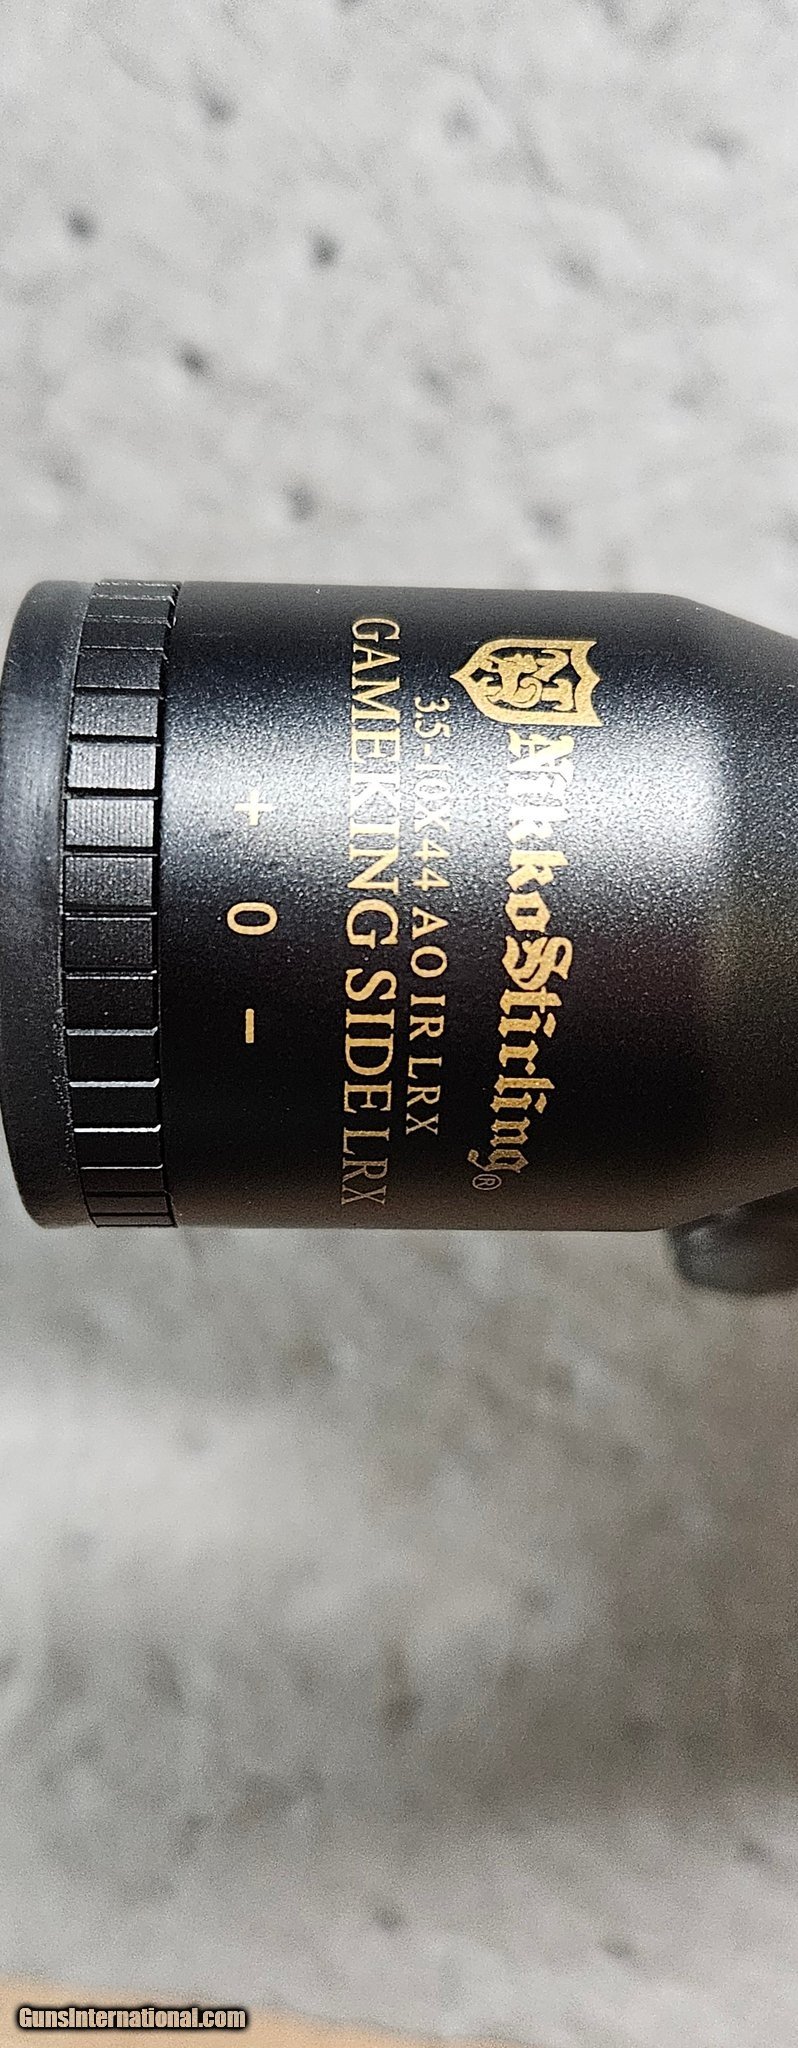 NikkoStirling®
3.5-10X44 AO IR LRX
GAMEKING SIDE LRX
+ 0 -
GunsInternational.com